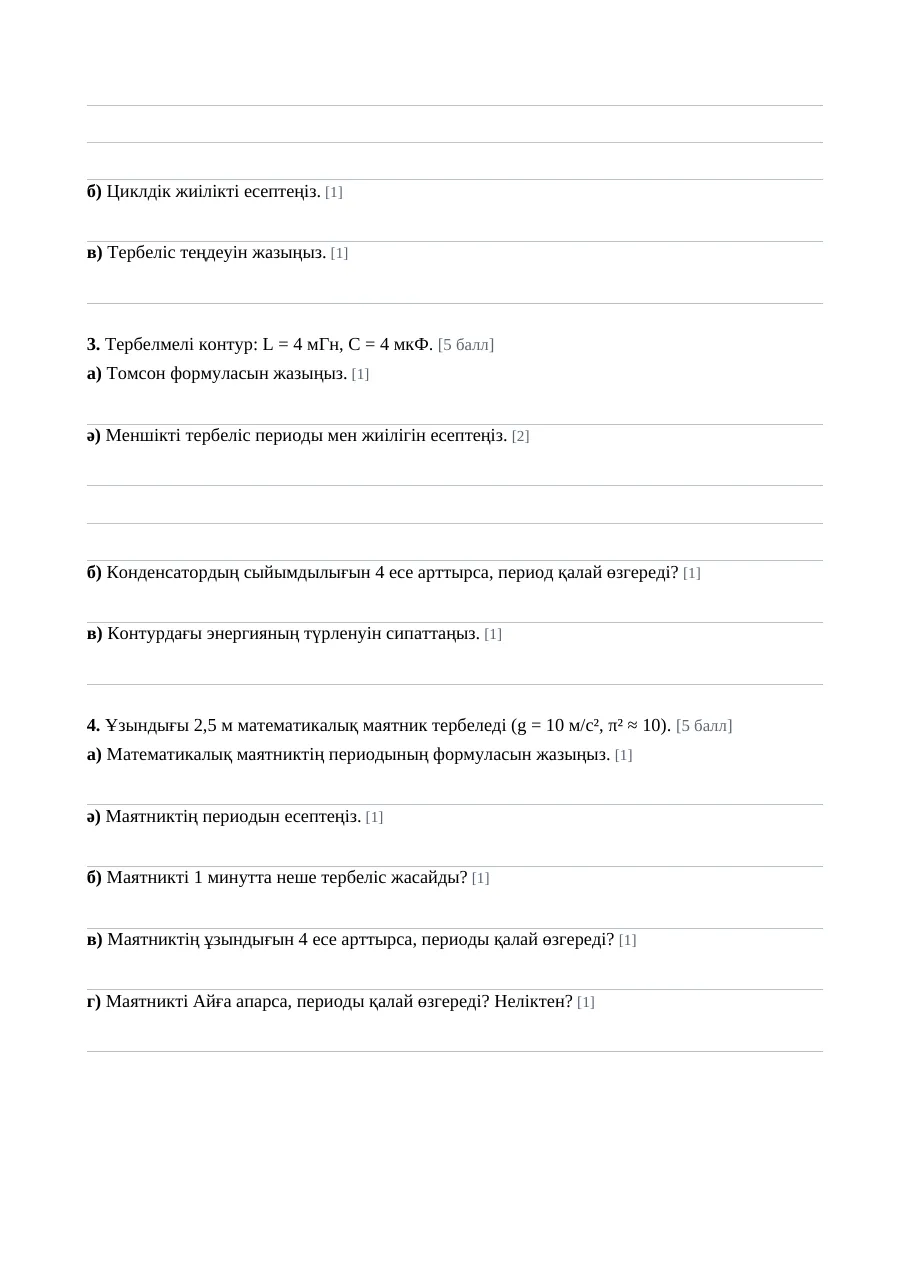 б) Циклдік жиілікті есептеңіз. [1]
в) Тербеліс теңдеуін жазыңыз. [1]
3. Тербелмелі контур: L = 4 мГн, C = 4 мкФ. [5 балл]
а) Томсон формуласын жазыңыз. [1]
ә) Меншікті тербеліс периоды мен жиілігін есептеңіз. [2]
б) Конденсатордың сыйымдылығын 4 есе арттырса, период қалай өзгереді? [1]
в) Контурдағы энергияның түрленуін сипаттаңыз. [1]
4. Ұзындығы 2,5 м математикалық маятник тербеледі (g = 10 м/с², π² ≈ 10). [5 балл]
а) Математикалық маятниктің периодының формуласын жазыңыз. [1]
ә) Маятниктің периодын есептеңіз. [1]
б) Маятникті 1 минутта неше тербеліс жасайды? [1]
в) Маятниктің ұзындығын 4 есе арттырса, периоды қалай өзгереді? [1]
г) Маятникті Айға апарса, периоды қалай өзгереді? Неліктен? [1]